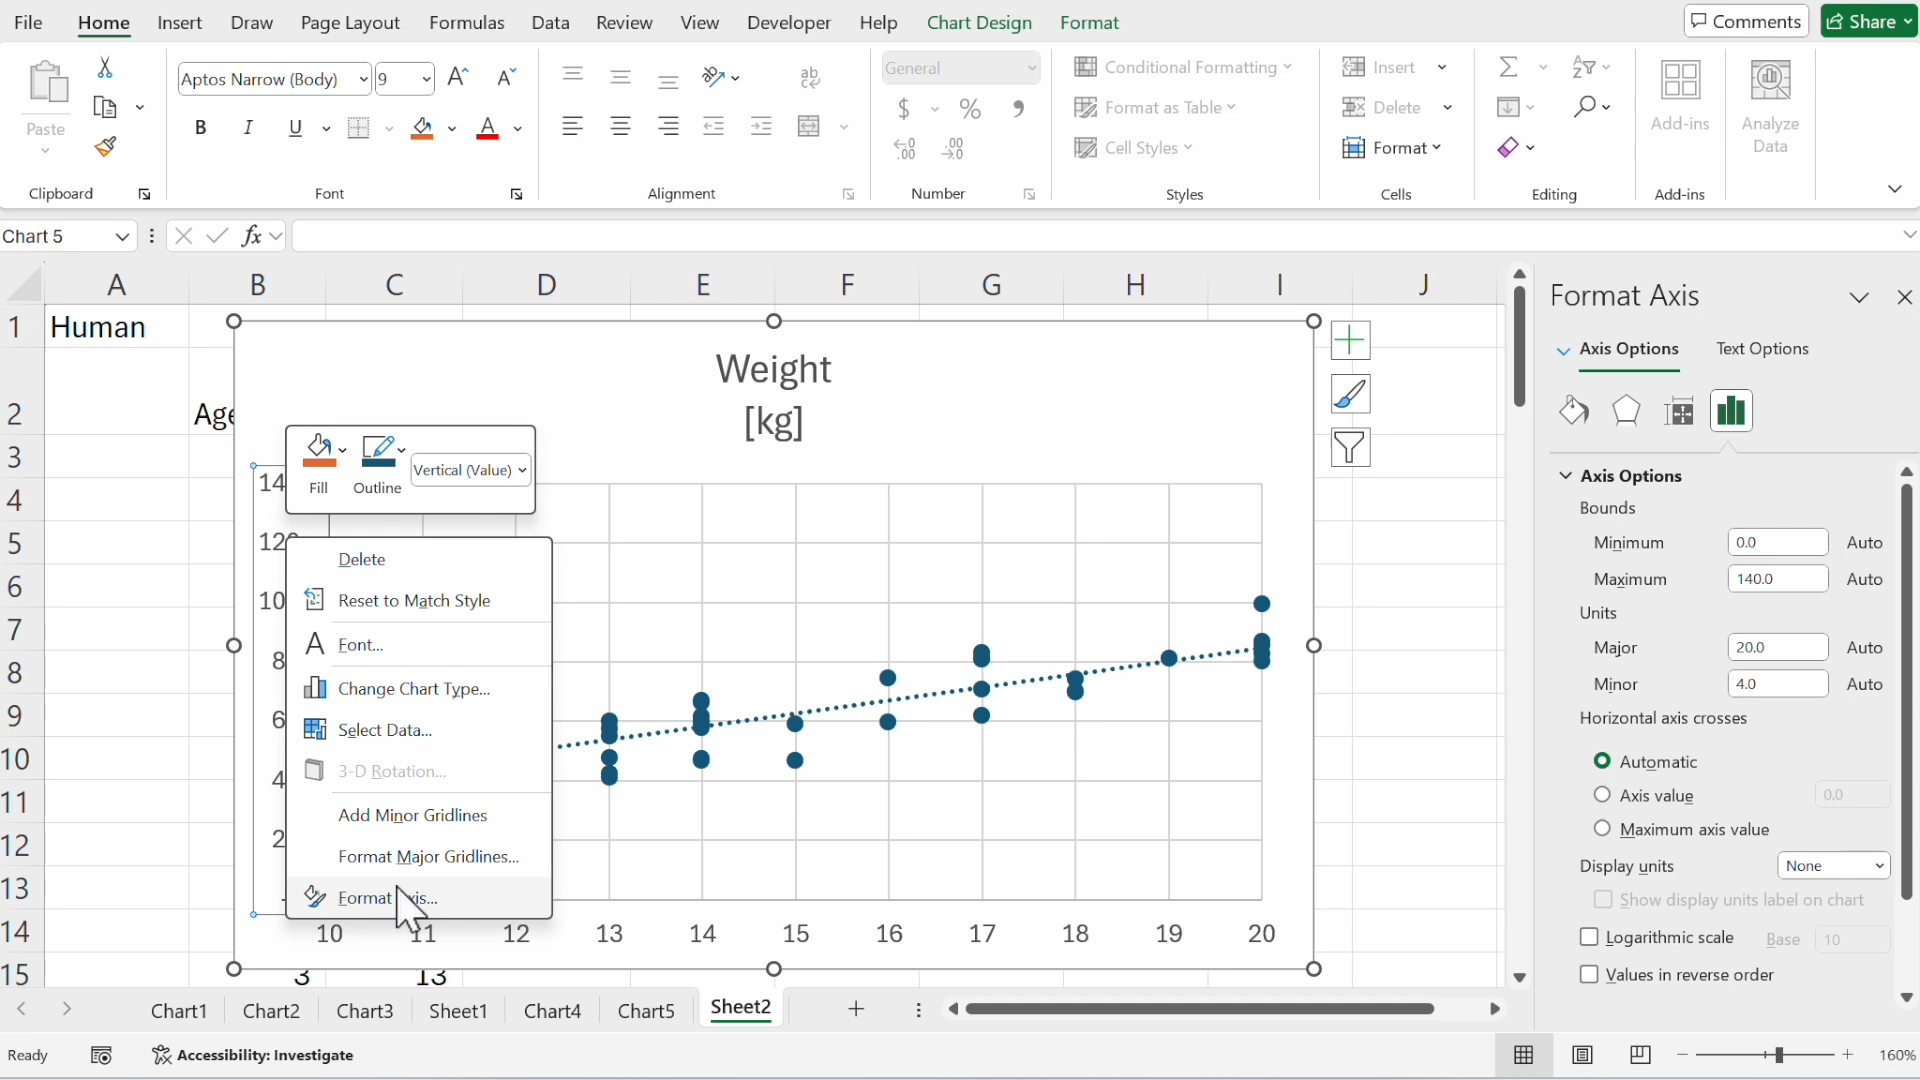 File Home Insert Draw Page Layout Formulas Data Review View Developer Help Chart Design Format Comments Share
Aptos Narrow (Body) 9 General Conditional Formatting Insert
Paste Format as Table Delete Add-ins Analyze Data
B I U A $ % Cell Styles Format
Clipboard Font Alignment Number Styles Cells Editing Add-ins
Chart 5 fx
A B C D E F G H I J
1 Human
2 Age
3
4
5
6
7
8
9
10
11
12
13
14
15 3 13
Weight
[kg]
Fill Outline Vertical (Value)
Delete
Reset to Match Style
Font...
Change Chart Type...
Select Data...
3-D Rotation...
Add Minor Gridlines
Format Major Gridlines...
Format
10 11 12 13 14 15 16 17 18 19 20
Format Axis
Axis Options Text Options
Axis Options
Bounds
Minimum 0.0 Auto
Maximum 140.0 Auto
Units
Major 20.0 Auto
Minor 4.0 Auto
Horizontal axis crosses
Automatic
Axis value 0.0
Maximum axis value
Display units None
Show display units label on chart
Logarithmic scale Base 10
Values in reverse order
Chart1 Chart2 Chart3 Sheet1 Chart4 Chart5 Sheet2
Ready Accessibility: Investigate 160%